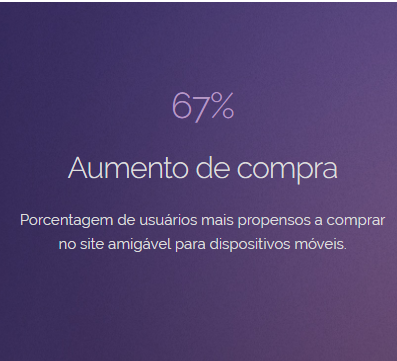 67%
Aumento de compra
Porcentagem de usuários mais propensos a comprar
no site amigável para dispositivos móveis.